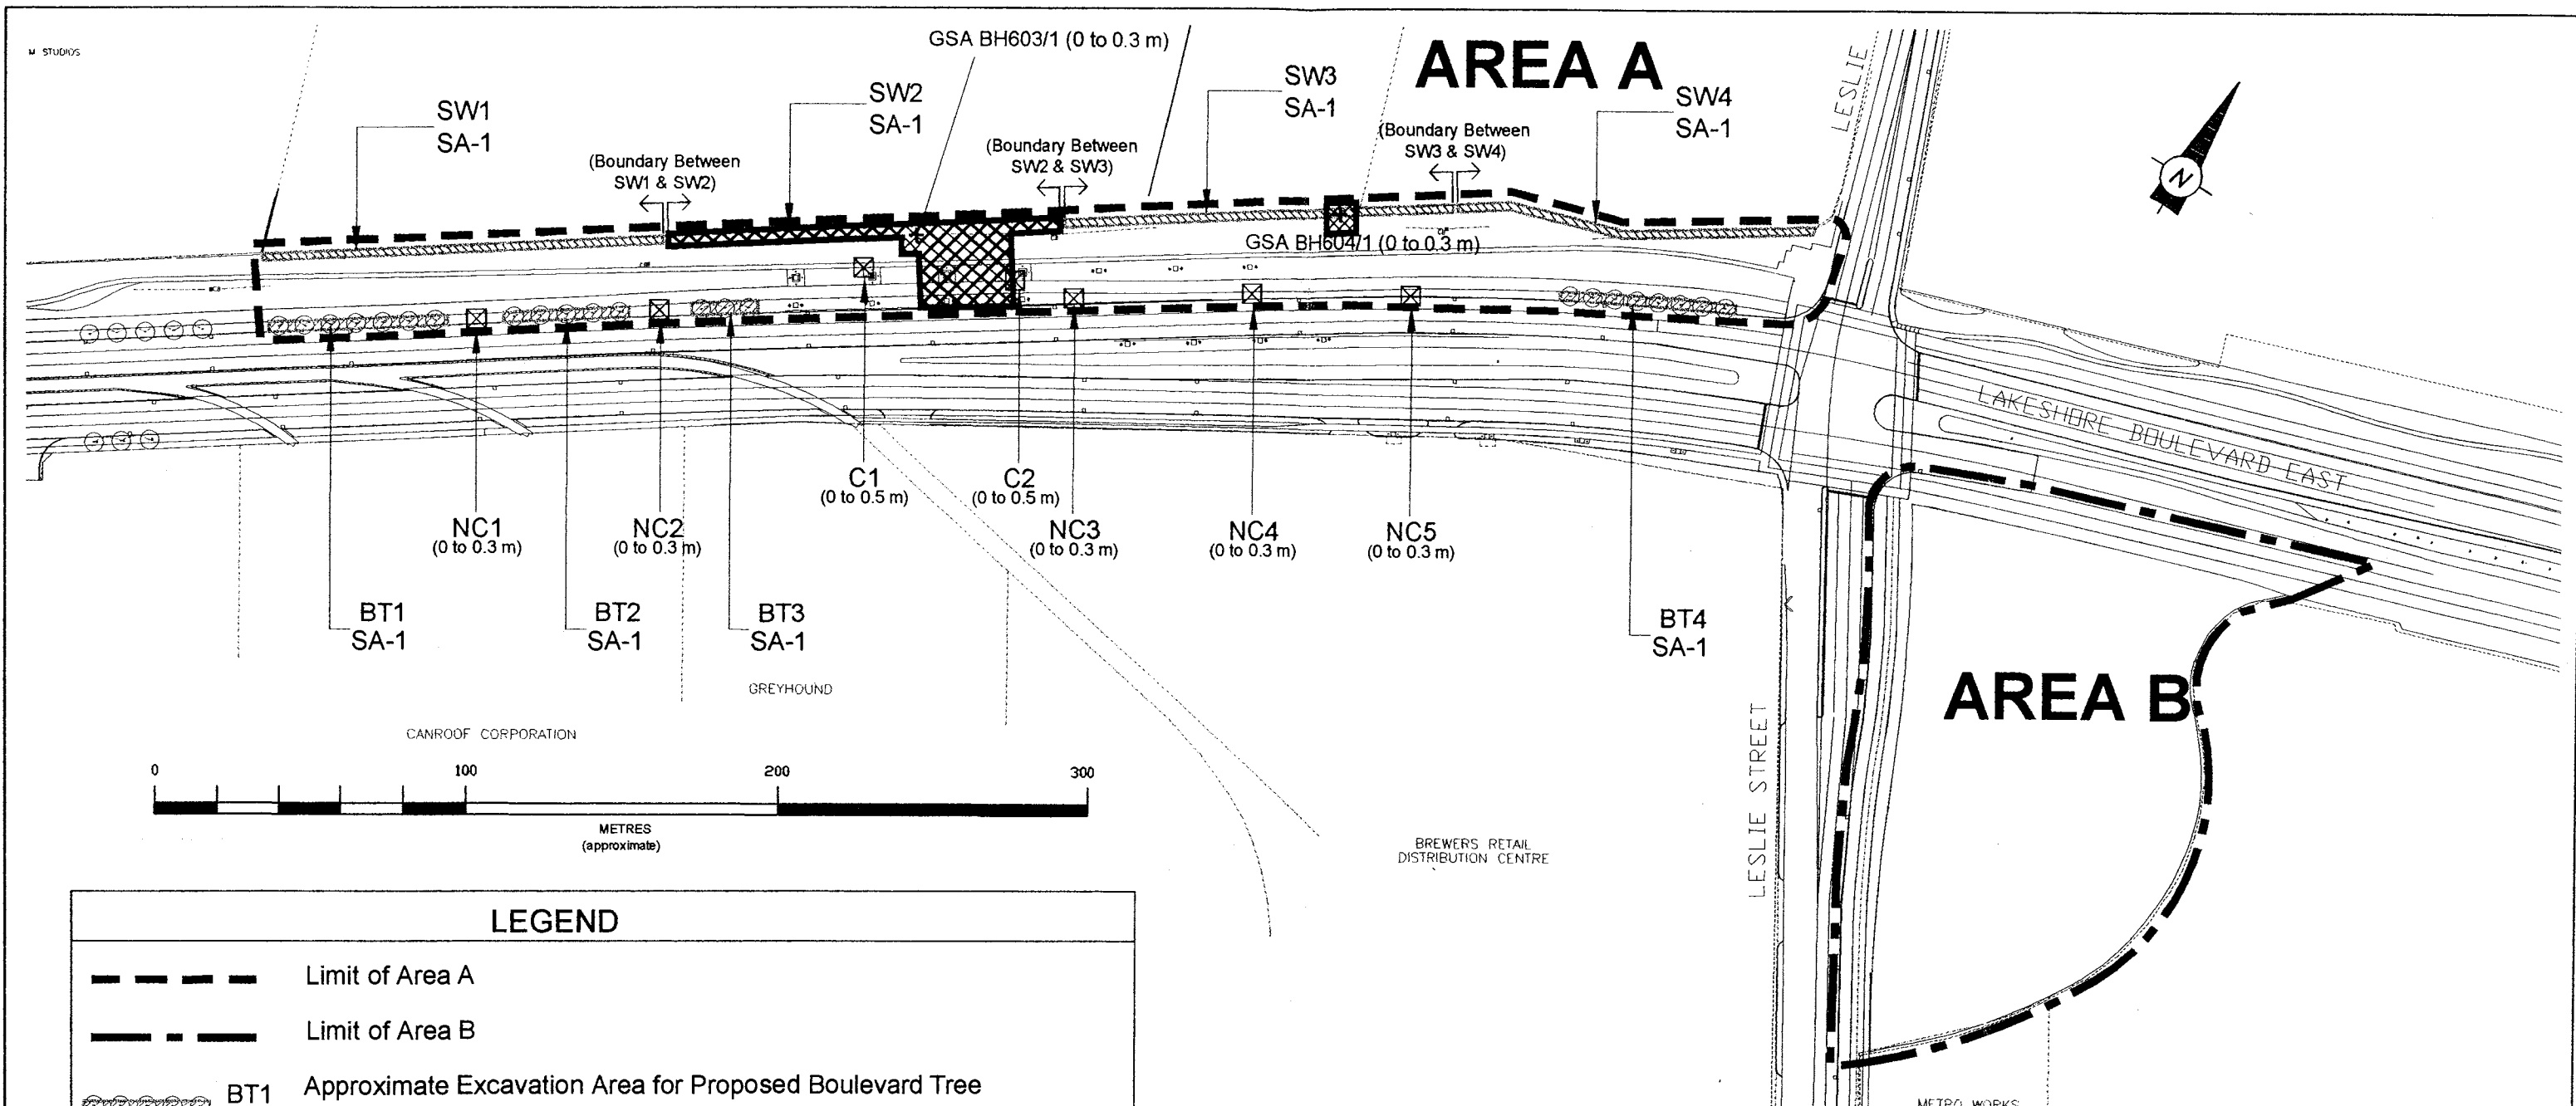 M STUDIOS
GSA BH603/1 (0 to 0.3 m)
AREA A
LESLIE
SW1
SA-1
SW2
SA-1
SW3
SA-1
SW4
SA-1
(Boundary Between
SW1 & SW2)
(Boundary Between
SW2 & SW3)
(Boundary Between
SW3 & SW4)
N
GSA BH604/1 (0 to 0.3 m)
LAKESHORE BOULEVARD EAST
C1
(0 to 0.5 m)
C2
(0 to 0.5 m)
NC1
(0 to 0.3 m)
NC2
(0 to 0.3 m)
NC3
(0 to 0.3 m)
NC4
(0 to 0.3 m)
NC5
(0 to 0.3 m)
BT1
SA-1
BT2
SA-1
BT3
SA-1
BT4
SA-1
GREYHOUND
CANROOF CORPORATION
AREA B
LESLIE STREET
0 100 200 300
METRES
(approximate)
BREWERS RETAIL
DISTRIBUTION CENTRE
LEGEND
Limit of Area A
Limit of Area B
BT1 Approximate Excavation Area for Proposed Boulevard Tree
METRO WORKS